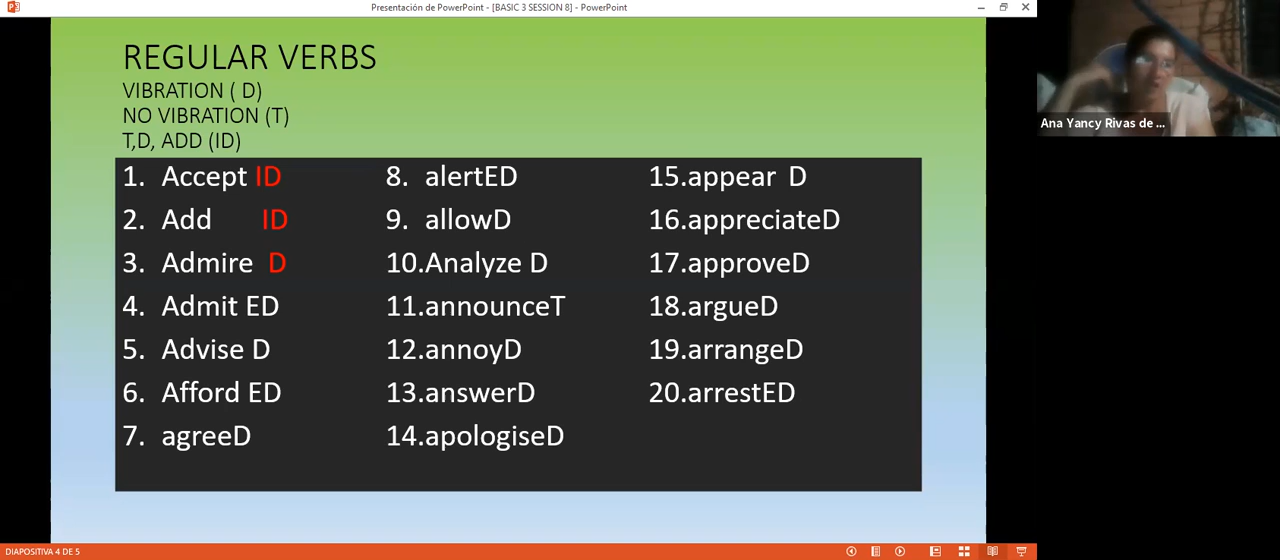 Presentación de PowerPoint - [BASIC 3 SESSION 8] - PowerPoint
REGULAR VERBS
VIBRATION ( D)
NO VIBRATION (T)
T,D, ADD (ID)
1. Accept ID
2. Add ID
3. Admire D
4. Admit ED
5. Advise D
6. Afford ED
7. agreeD
8. alertED
9. allowD
10.Analyze D
11.announceT
12.annoyD
13.answerD
14.apologiseD
15.appear D
16.appreciateD
17.approveD
18.argueD
19.arrangeD
20.arrestED
Ana Yancy Rivas de ...
DIAPOSITIVA 4 DE 5